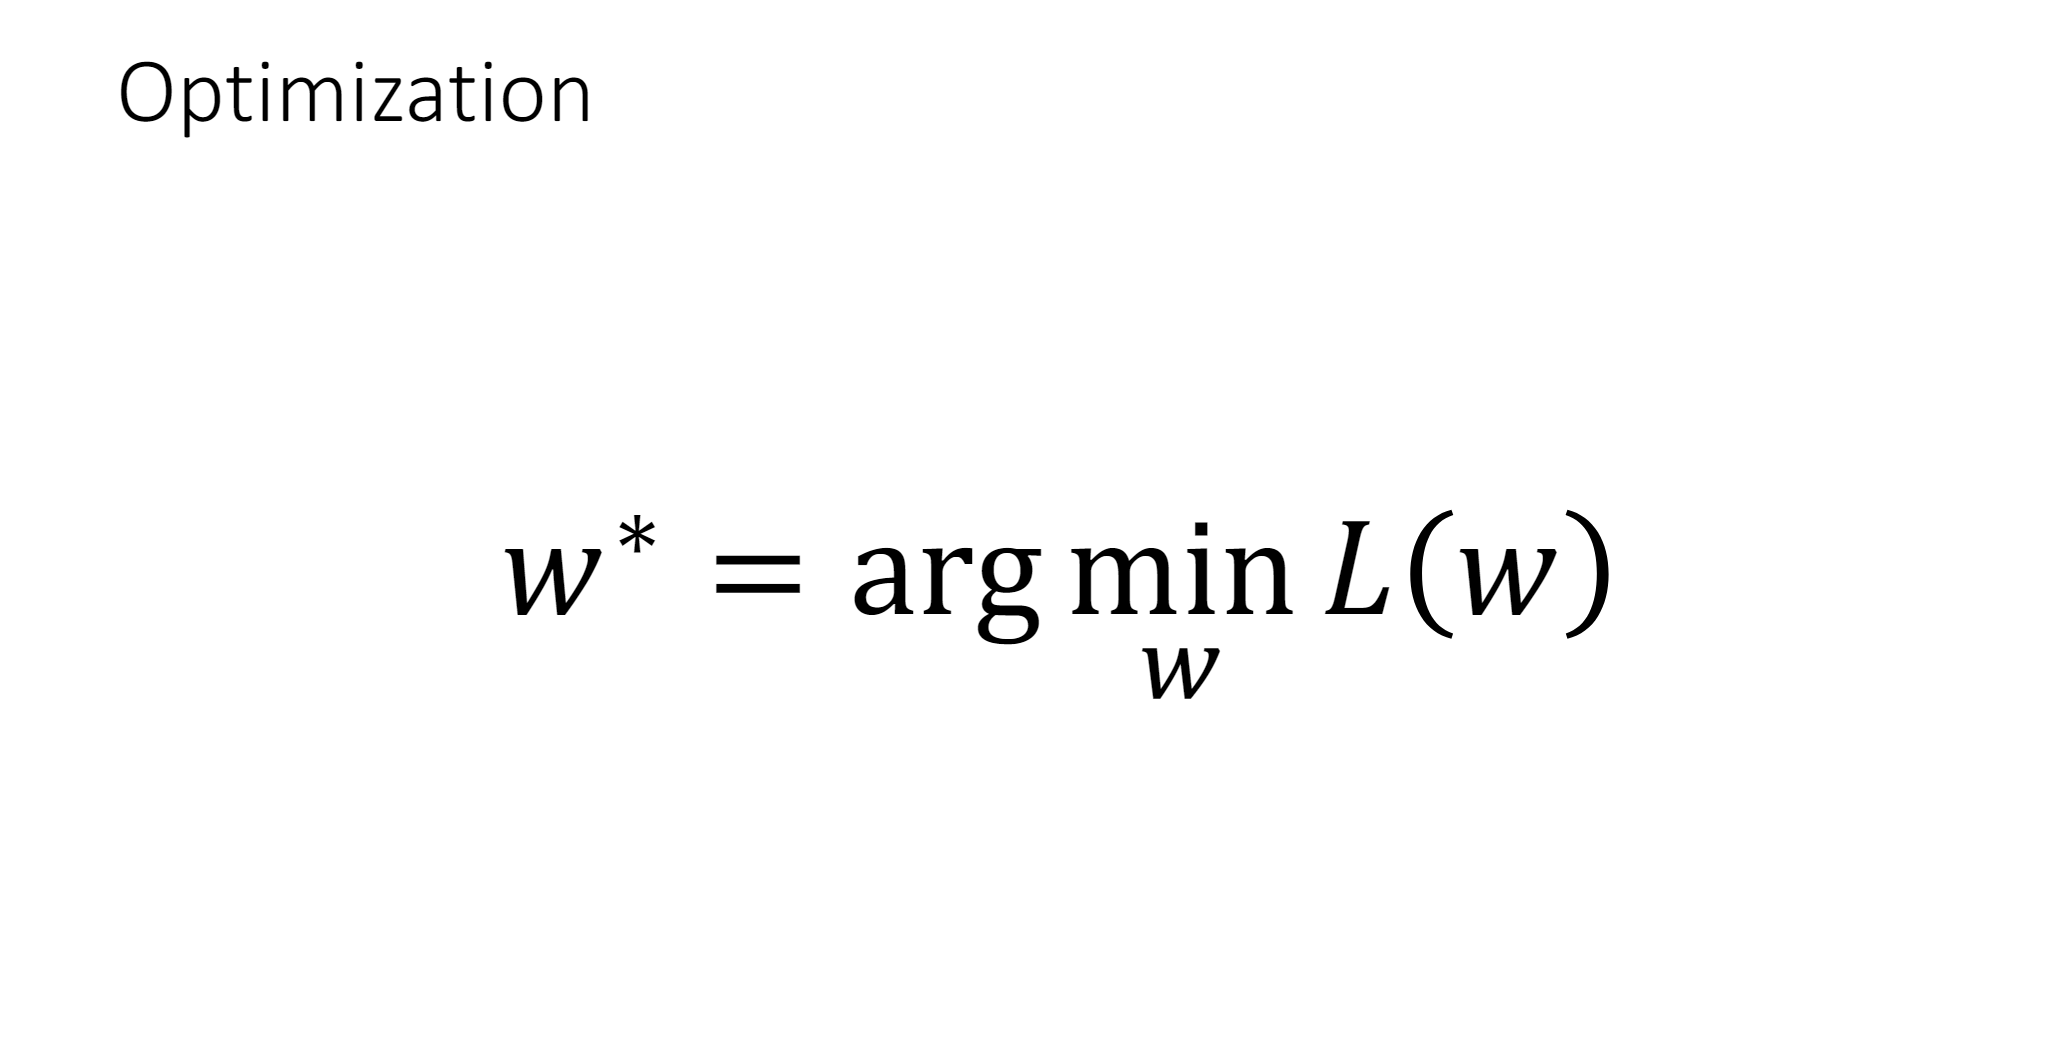 Optimization
w* = arg min L(w)
w